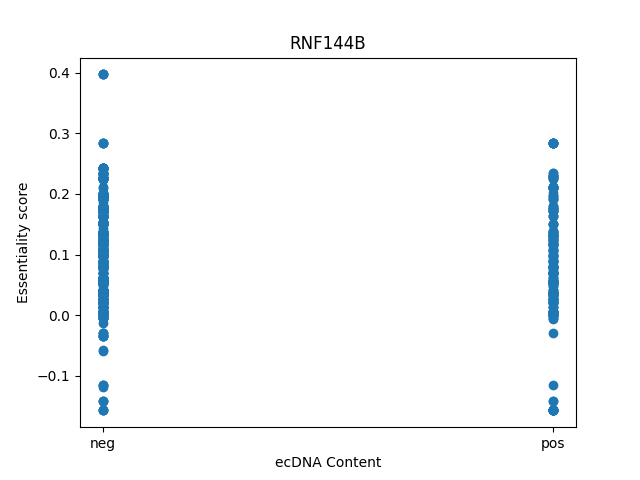 RNF144B
0.4
0.3
0.2
0.1
0.0
−0.1
Essentiality score
neg
pos
ecDNA Content